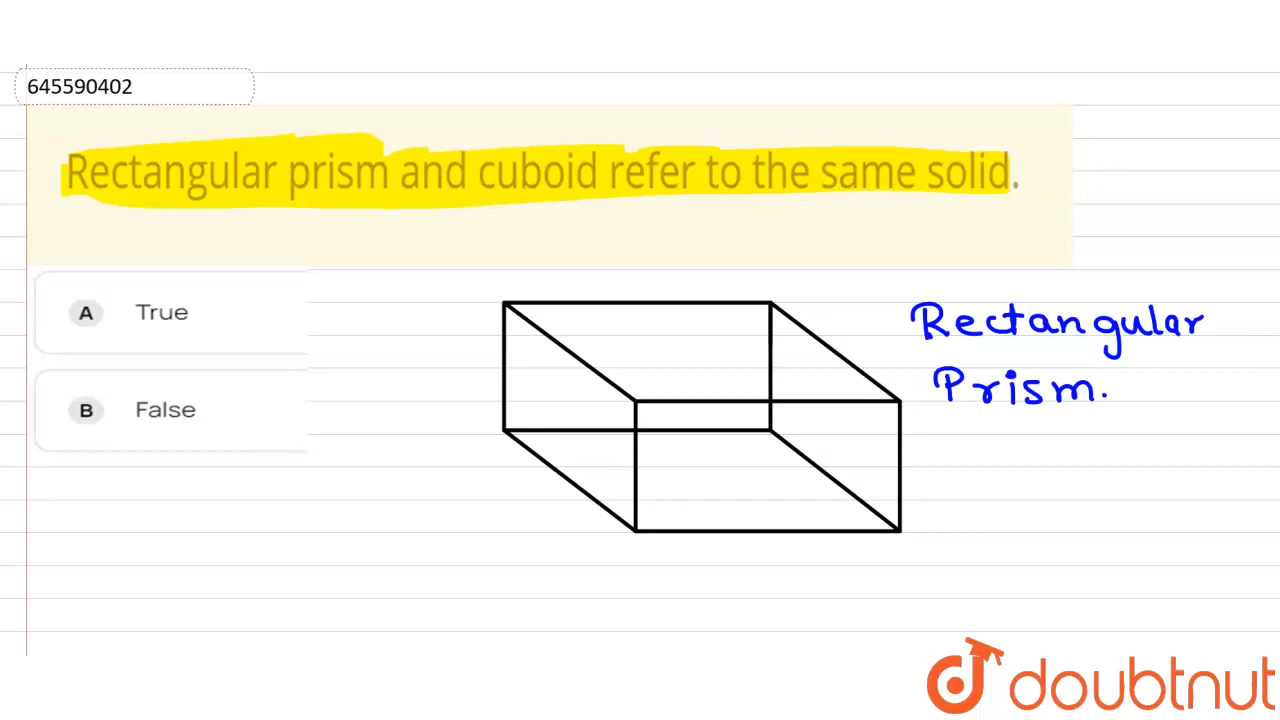 645590402
Rectangular prism and cuboid refer to the same solid.
A True
B False
Rectangular
Prism.
doubtnut